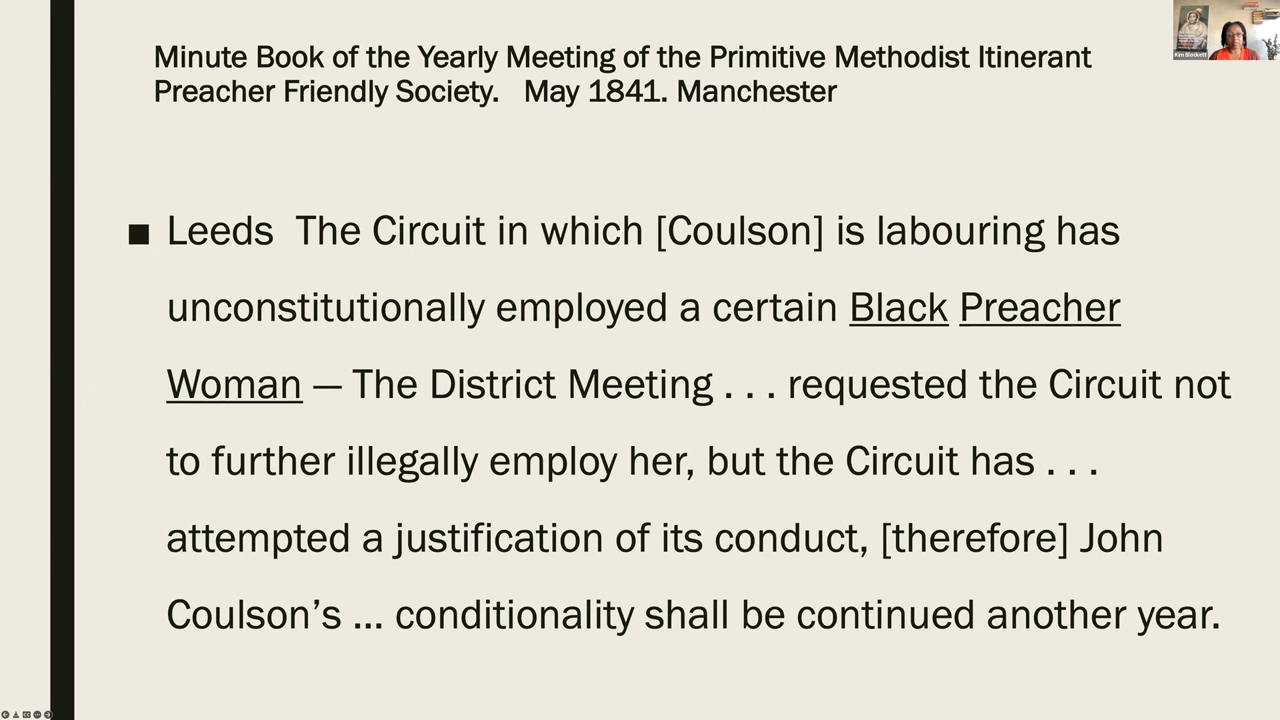 Minute Book of the Yearly Meeting of the Primitive Methodist Itinerant
Preacher Friendly Society. May 1841. Manchester
■ Leeds The Circuit in which [Coulson] is labouring has
unconstitutionally employed a certain Black Preacher
Woman — The District Meeting . . . requested the Circuit not
to further illegally employ her, but the Circuit has . . .
attempted a justification of its conduct, [therefore] John
Coulson’s ... conditionality shall be continued another year.
Kim Blockett